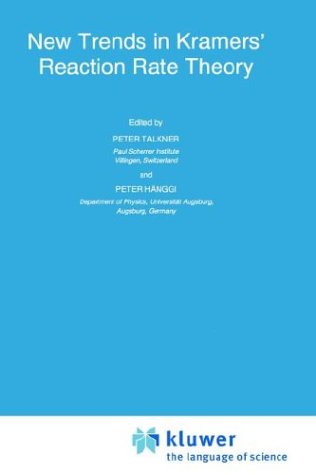 New Trends in Kramers'
Reaction Rate Theory
Edited by
PETER TALKNER
Paul Scherrer Institute
Villingen, Switzerland
and
PETER HÄNGGI
Department of Physics, Universität Augsburg,
Augsburg, Germany
kluwer
the language of science